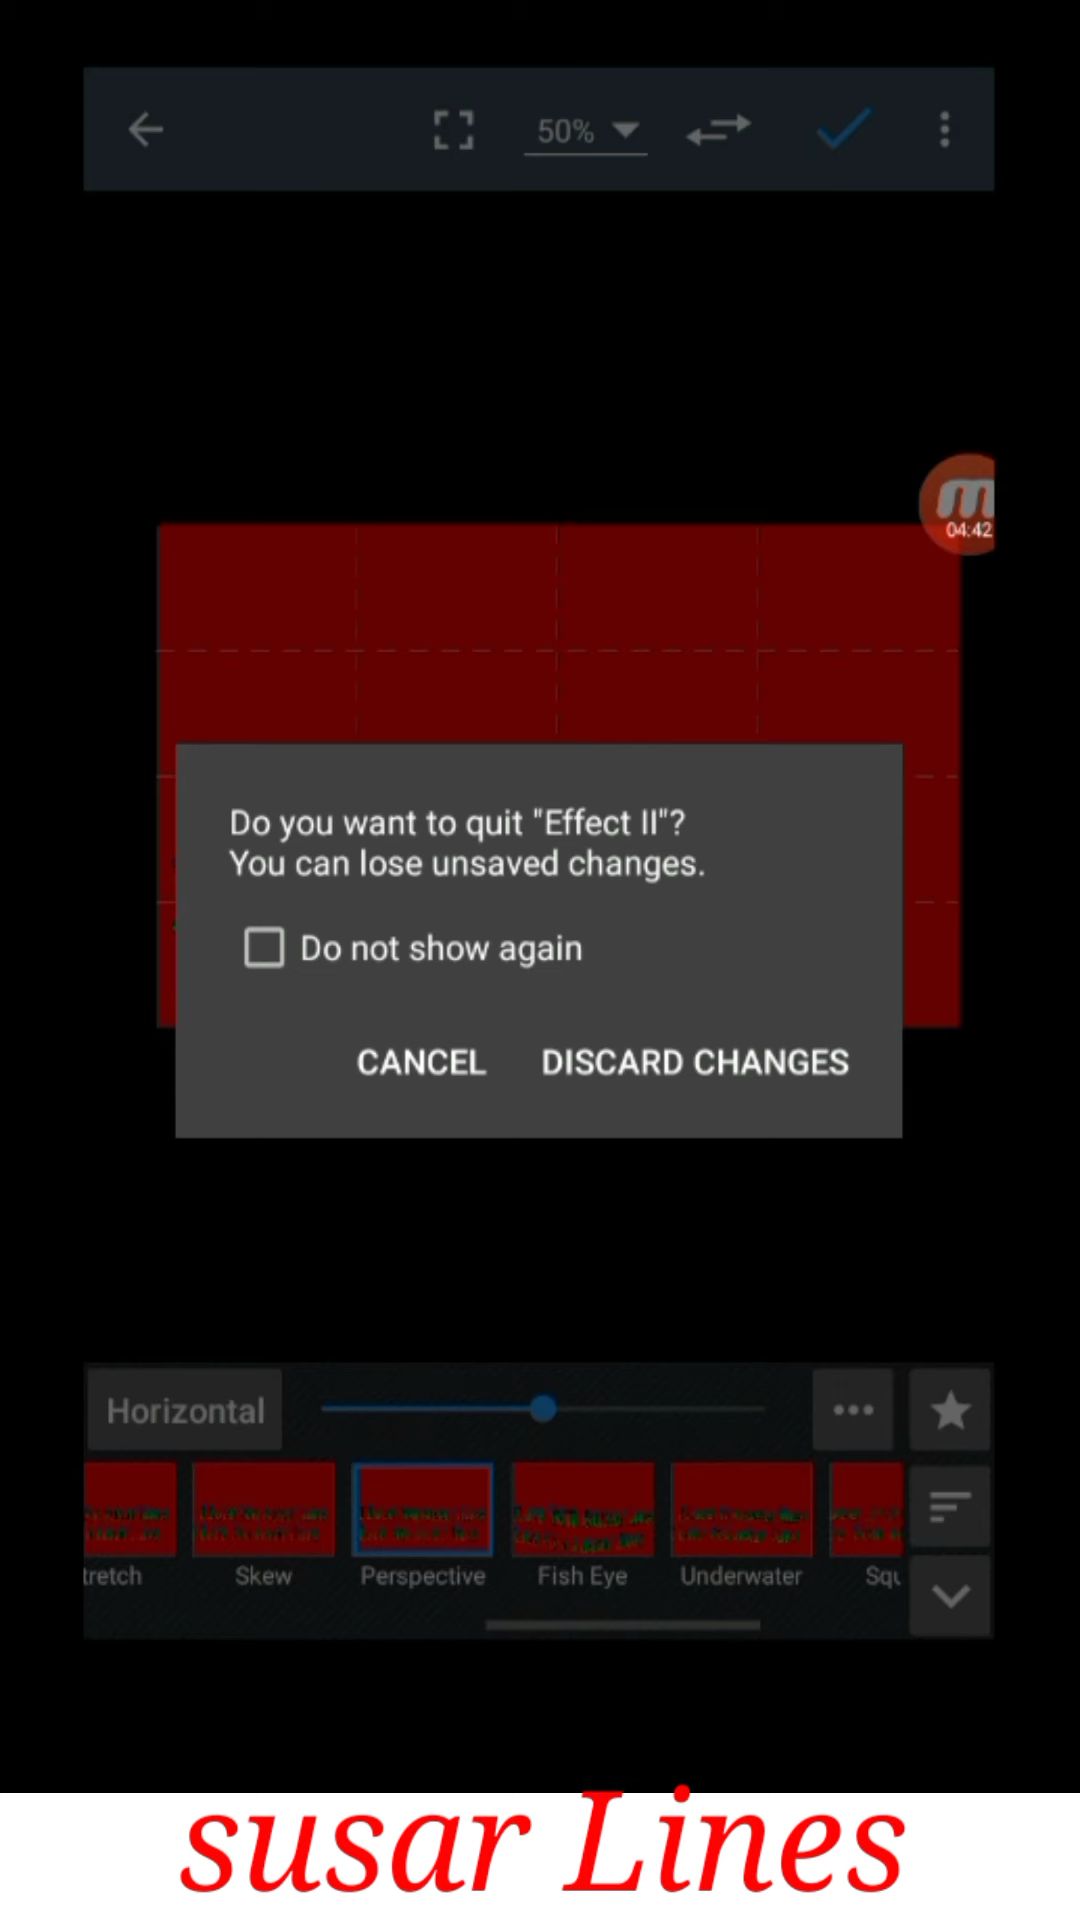 50%
m
04:42
Do you want to quit "Effect II"?
You can lose unsaved changes.
Do not show again
CANCEL DISCARD CHANGES
Horizontal
tretch Skew Perspective Fish Eye Underwater Squ
susar Lines